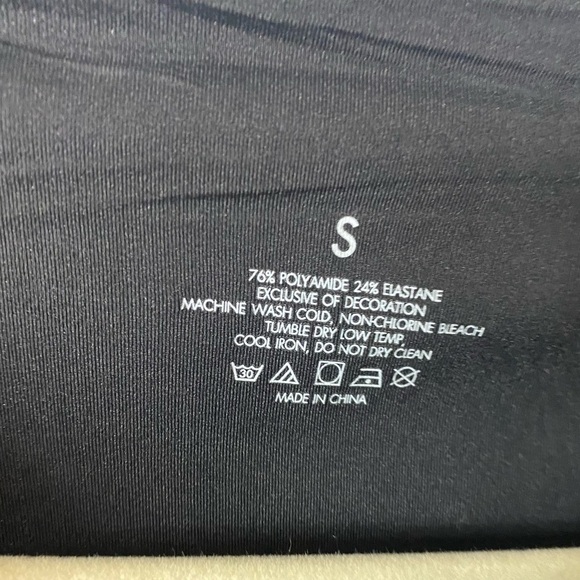 S
76% POLYAMIDE 24% ELASTANE
EXCLUSIVE OF DECORATION
MACHINE WASH COLD, NON-CHLORINE BLEACH
TUMBLE DRY LOW TEMP,
COOL IRON, DO NOT DRY CLEAN
30
MADE IN CHINA